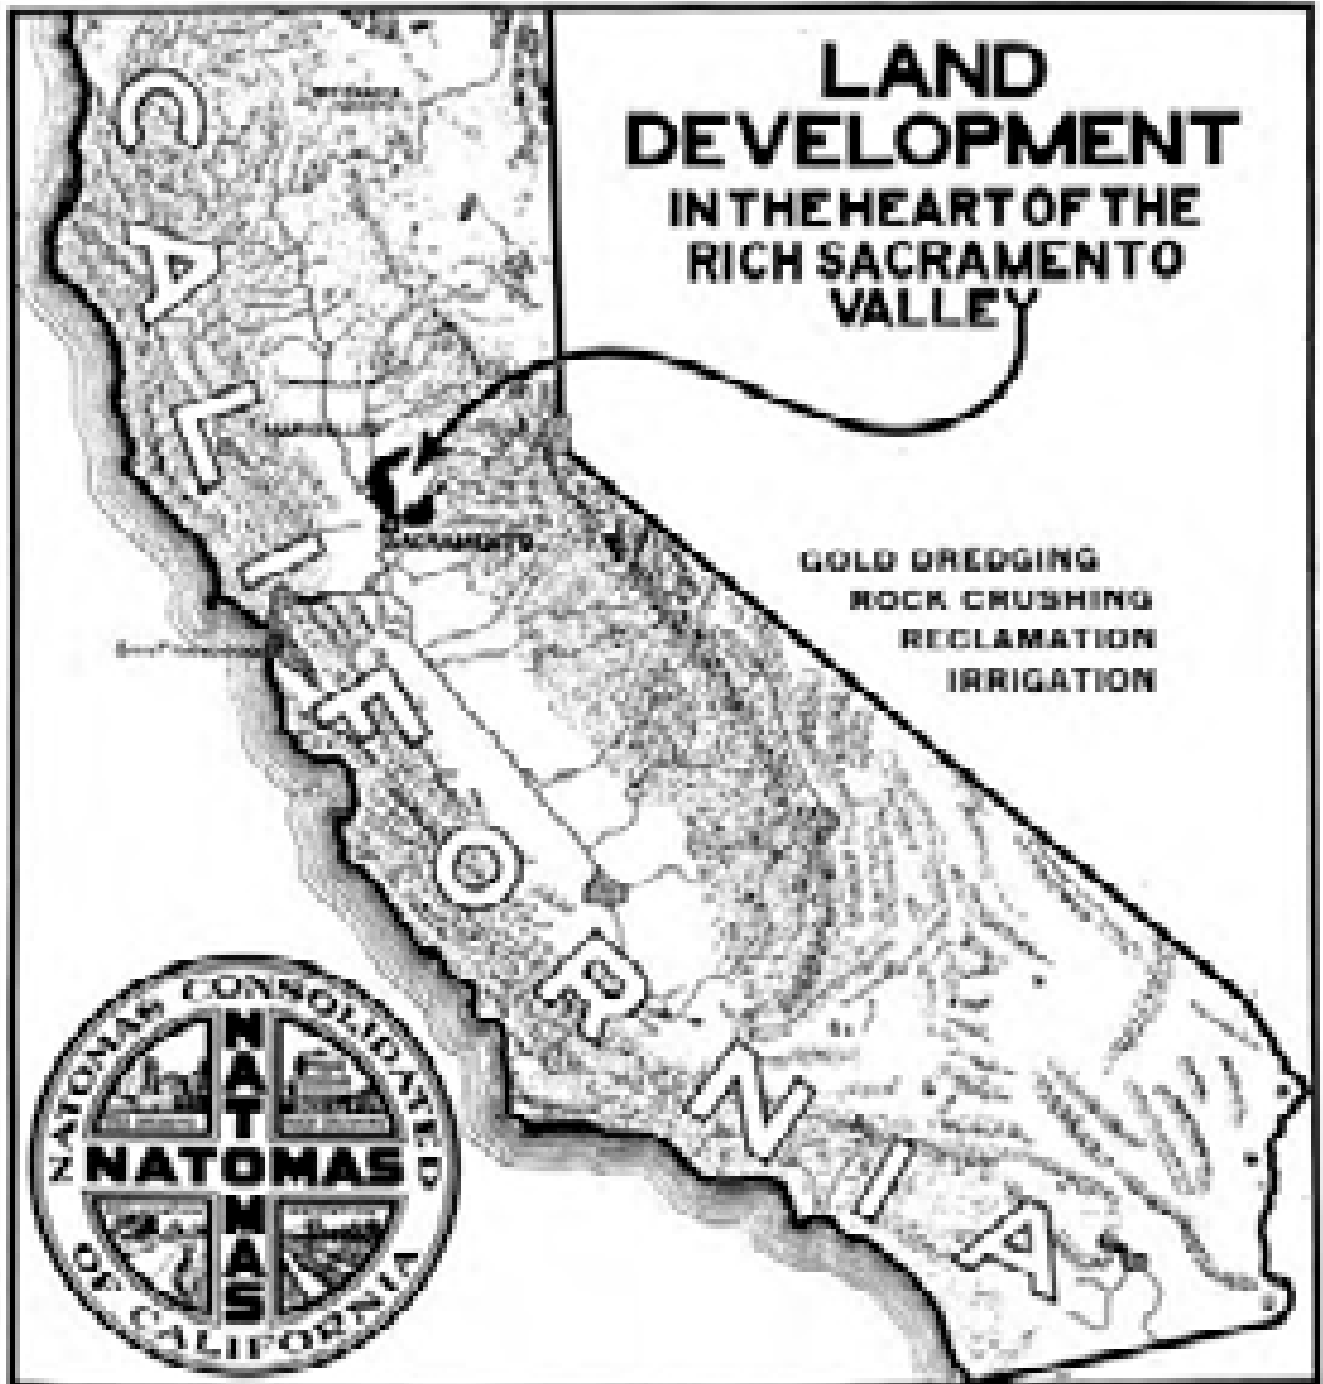 LAND
DEVELOPMENT
IN THE HEART OF THE
RICH SACRAMENTO
VALLEY
GOLD DREDGING
ROCK CRUSHING
RECLAMATION
IRRIGATION
CALIFORNIA
SACRAMENTO
NATOMAS CONSOLIDATED
OF CALIFORNIA
NATOMAS
NATOMAS